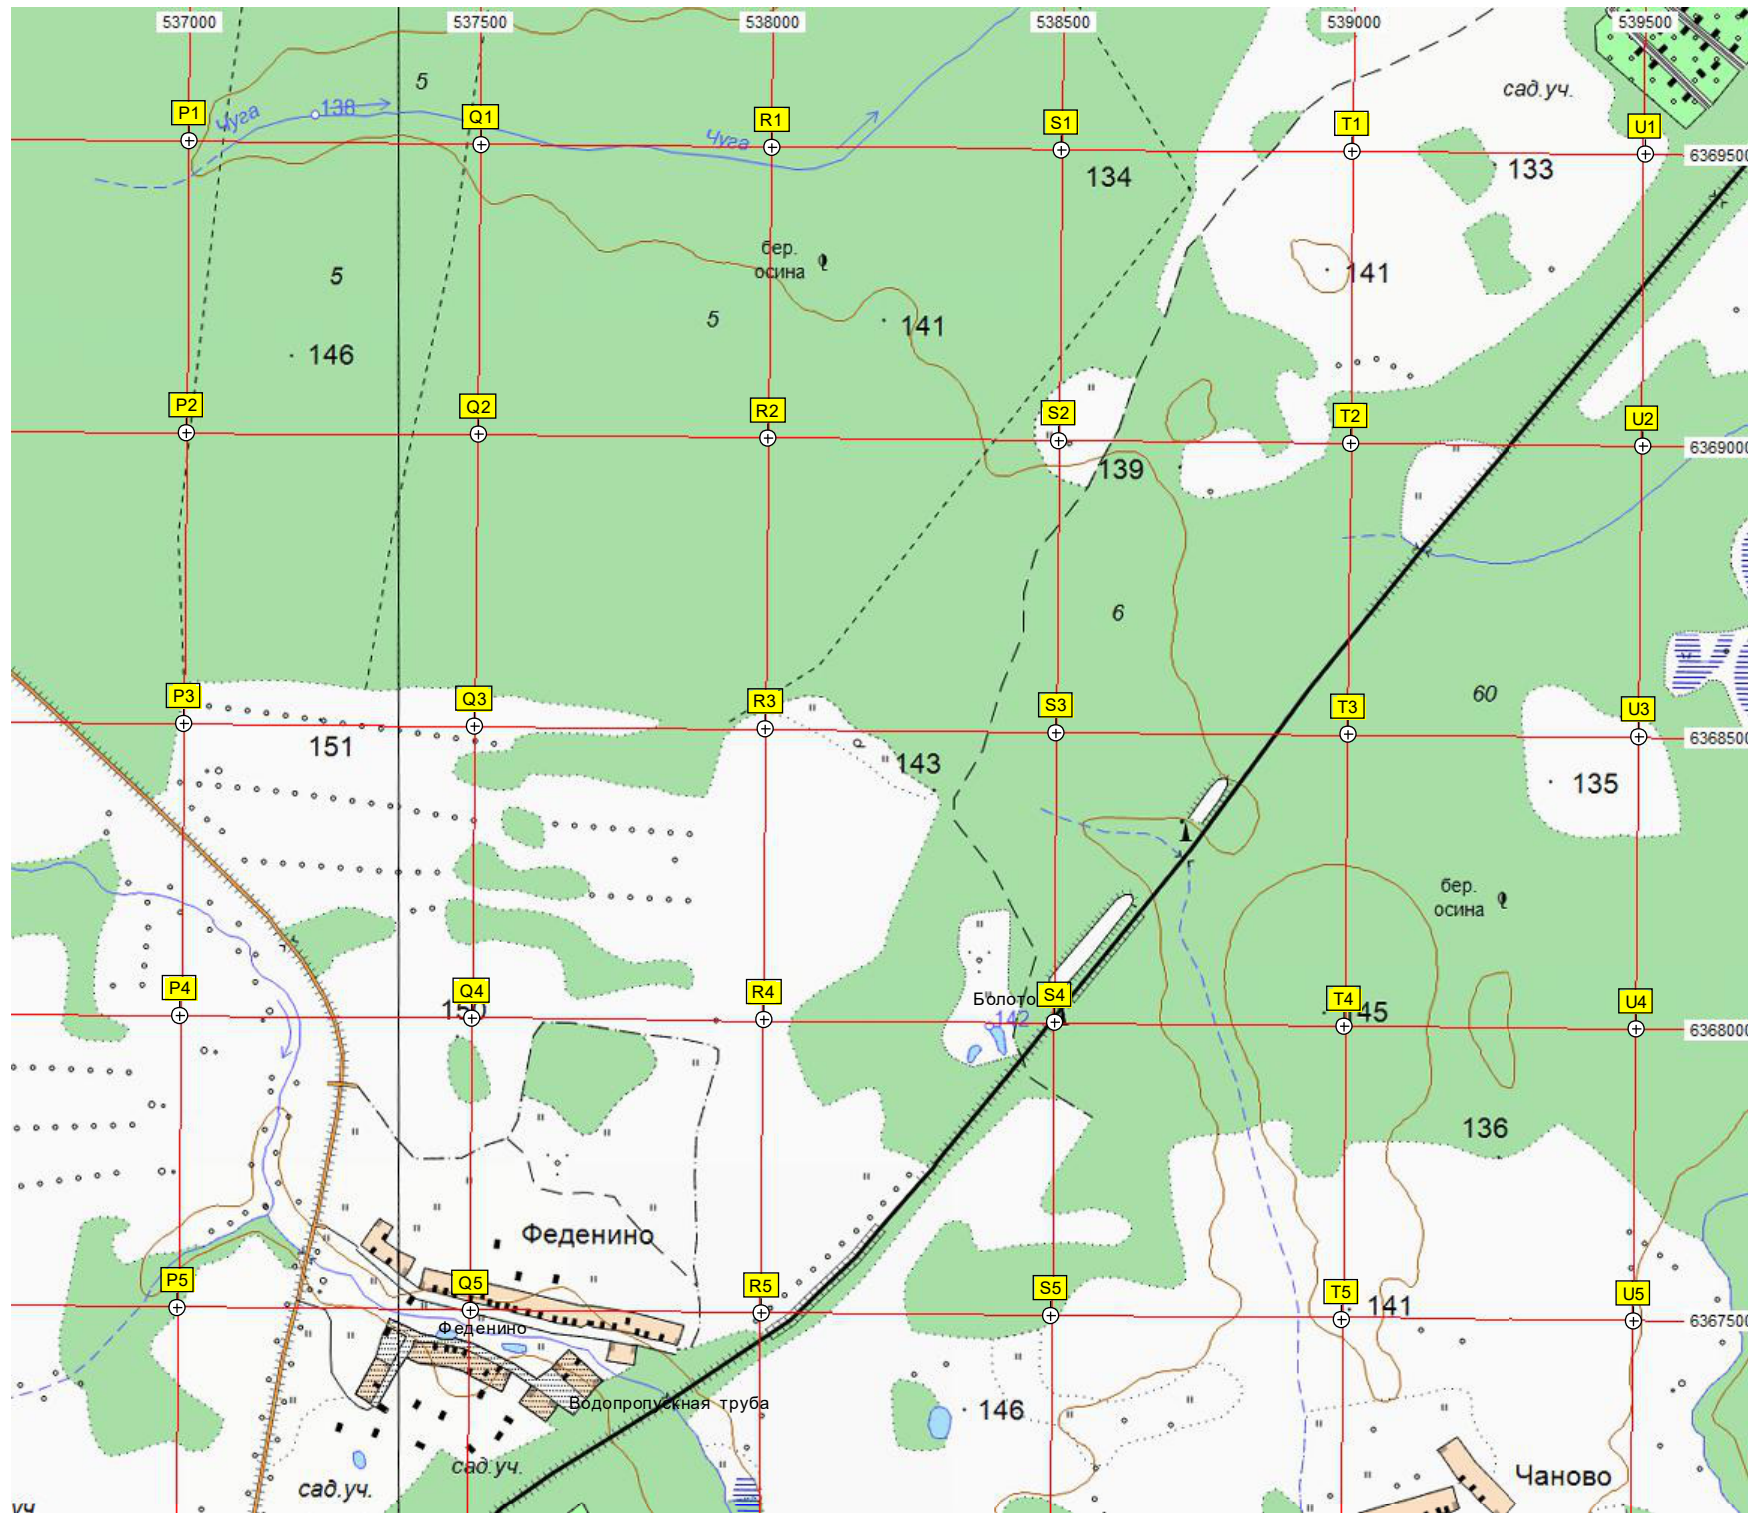 537000 537500 538000 538500 539000 539500
5
сад.уч.
P1 Чуга 138 Q1 R1 S1 T1 U1
Чуга
6369500
134 133
бер.
осина
5 141
5 141
146
P2 Q2 R2 S2 T2 U2
6369000
139
6
60
P3 Q3 R3 S3 T3 U3
6368500
151 143 135
бер.
осина
P4 Q4 R4 Болото S4 T4 U4
142 145
6368000
136
Феденино
P5 Q5 R5 S5 T5 U5
141
6367500
Феденино
Водопропускная труба 146
сад.уч. Чаново
сад.уч.
уч